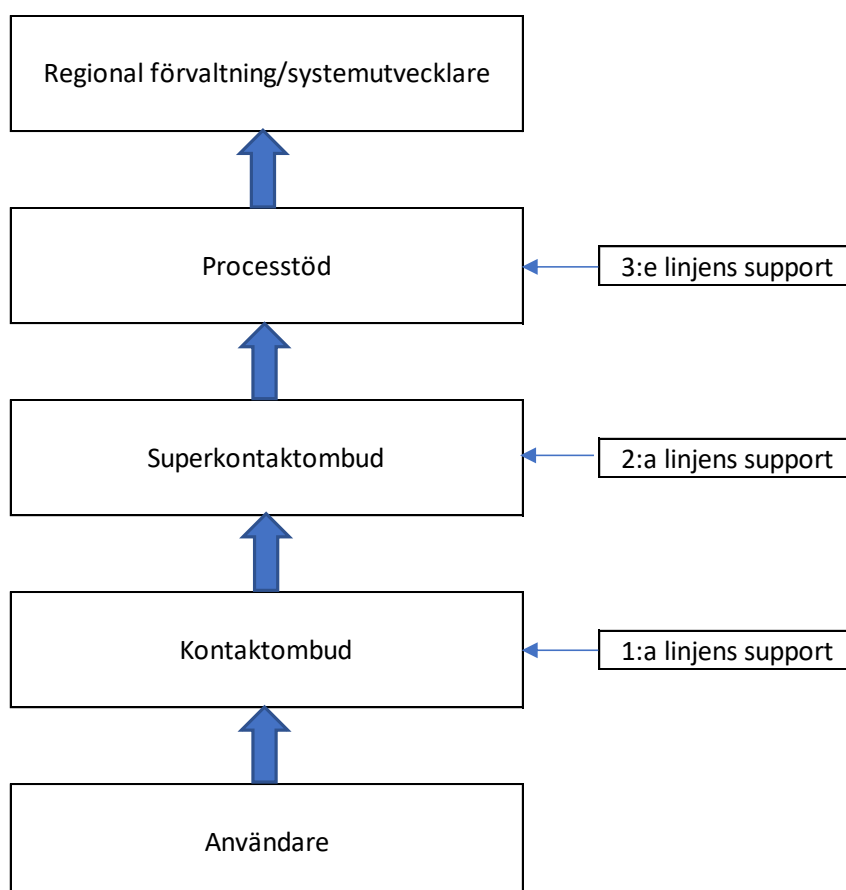 Regional förvaltning/systemutvecklare
Processtöd
3:e linjens support
Superkontaktombud
2:a linjens support
Kontaktombud
1:a linjens support
Användare